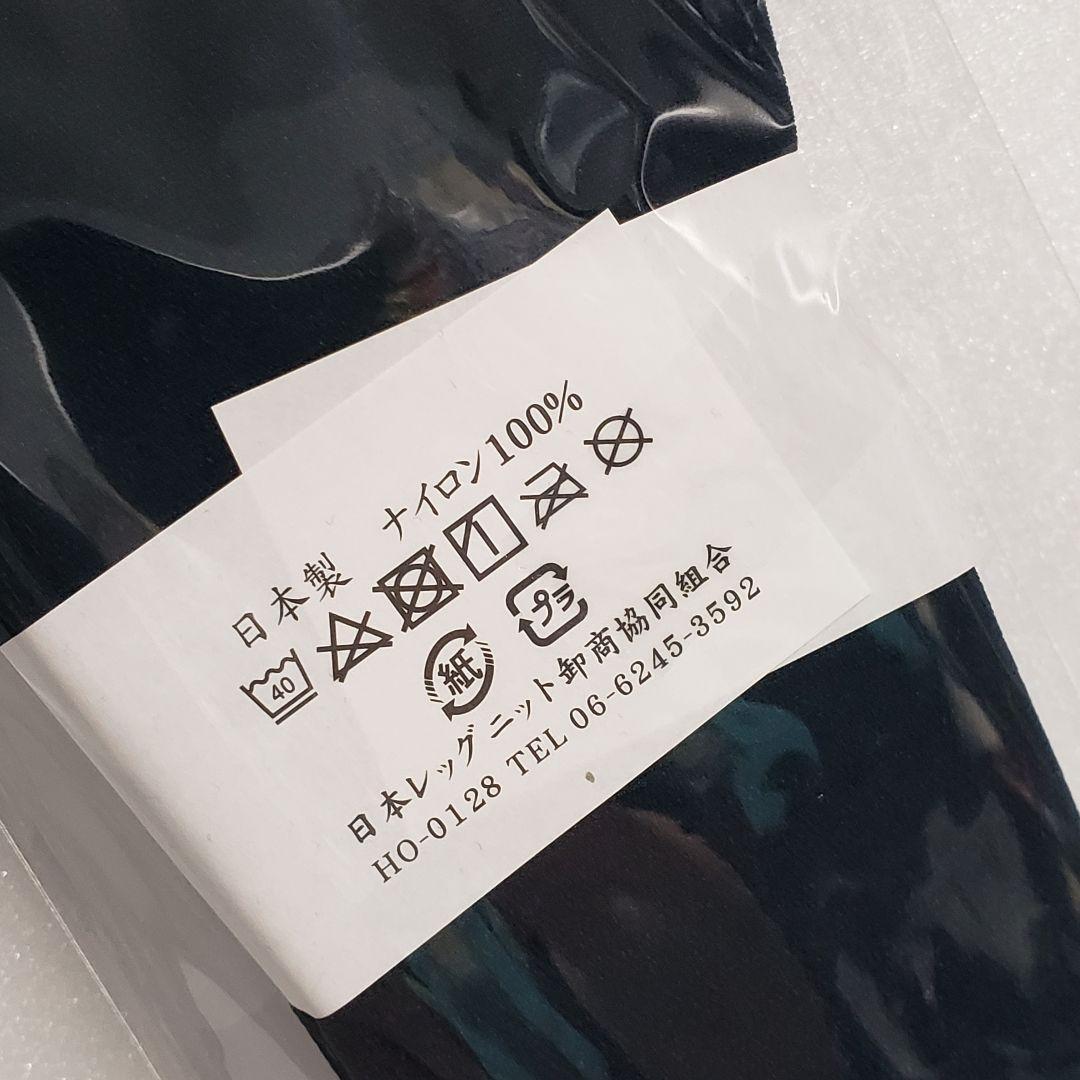 日本製 ナイロン100%
40
紙 プラ
日本レッグニット卸商協同組合
HO-0128 TEL 06-6245-3592